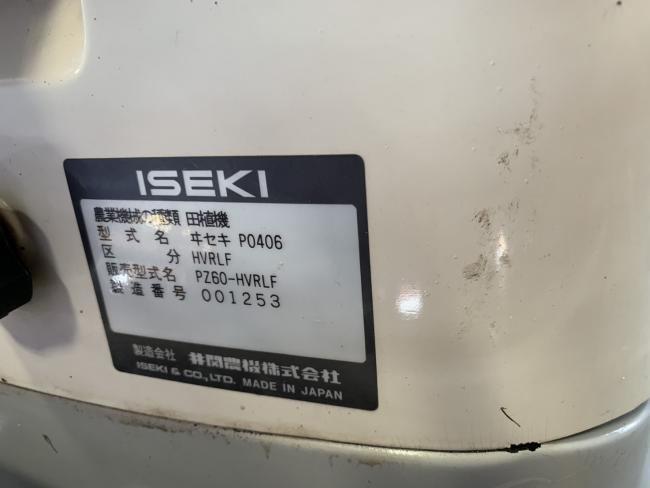 ISEKI
農業機械の種類 田植機
型式名 ヰセキ P0406
区分 HVRLF
販売型式名 PZ60-HVRLF
製造番号 001253
製造会社 井関農機株式会社
ISEKI & CO., LTD. MADE IN JAPAN